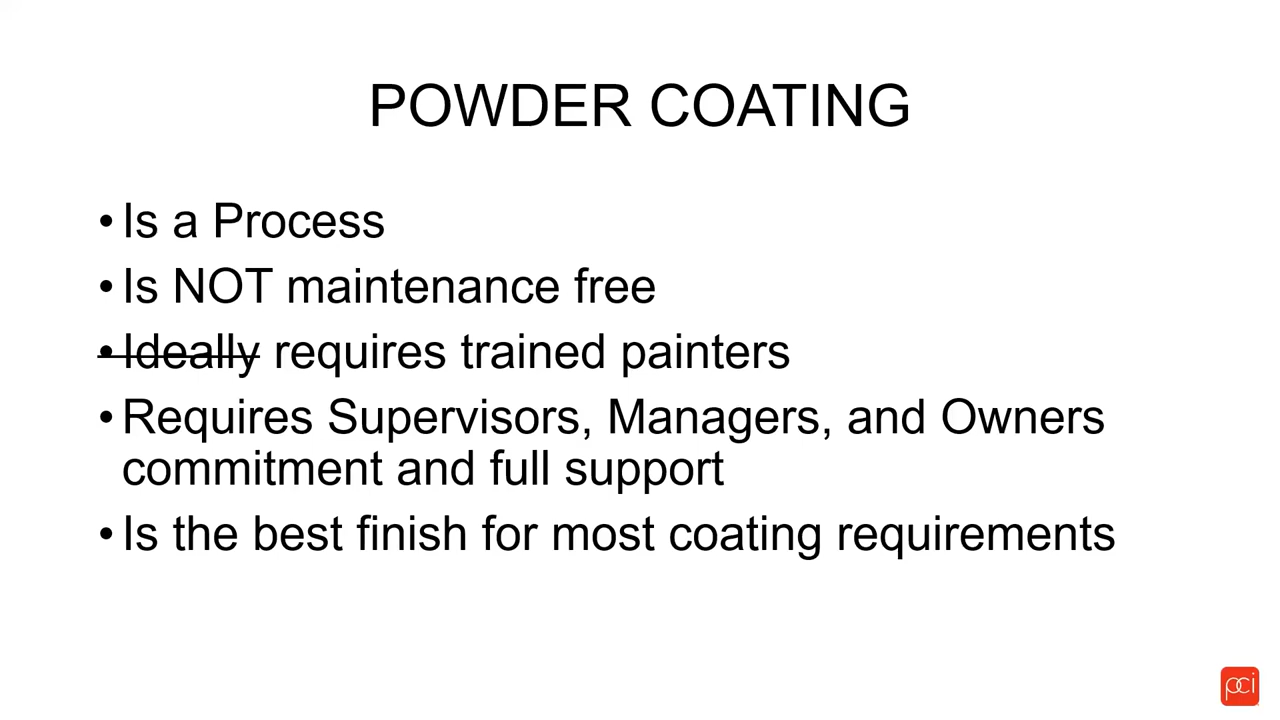 POWDER COATING
• Is a Process
• Is NOT maintenance free
• Ideally requires trained painters
• Requires Supervisors, Managers, and Owners
commitment and full support
• Is the best finish for most coating requirements
pci